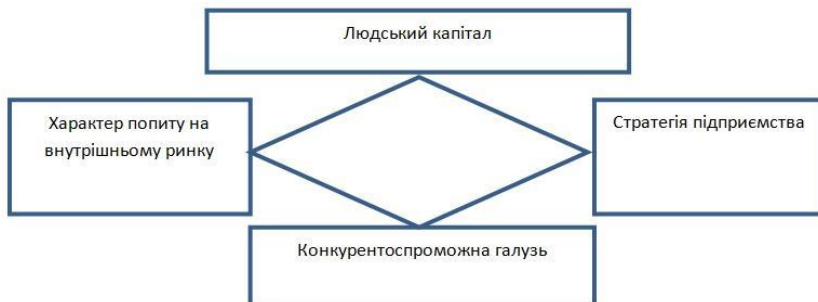 Людський капітал
Характер попиту на
внутрішньому ринку
Стратегія підприємства
Конкурентоспроможна галузь